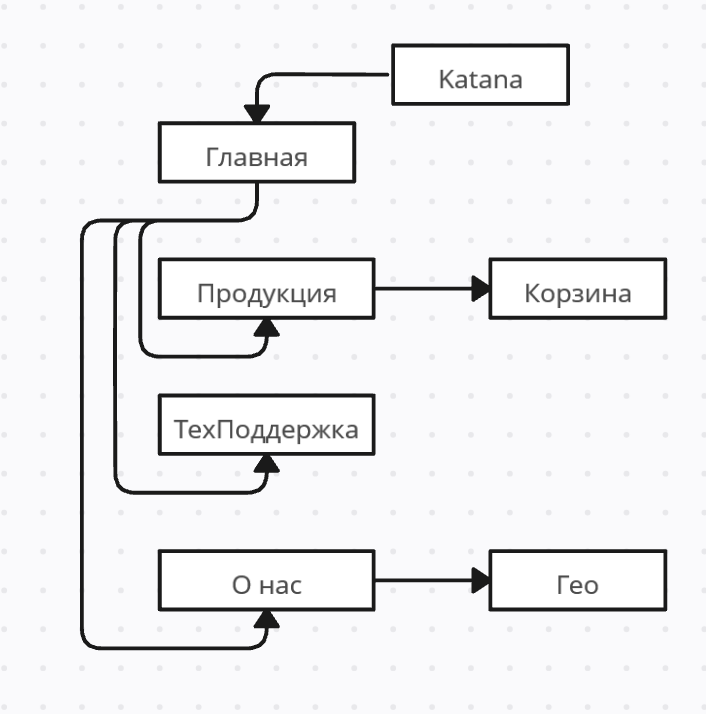 Katana
Главная
Продукция
Корзина
ТехПоддержка
О нас
Гео